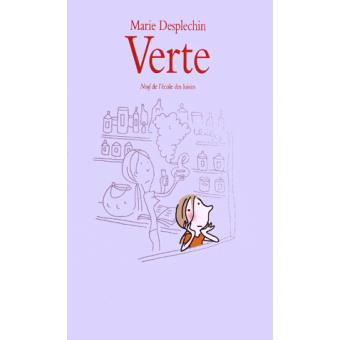 Marie Desplechin
Verte
Neuf de l'école des loisirs